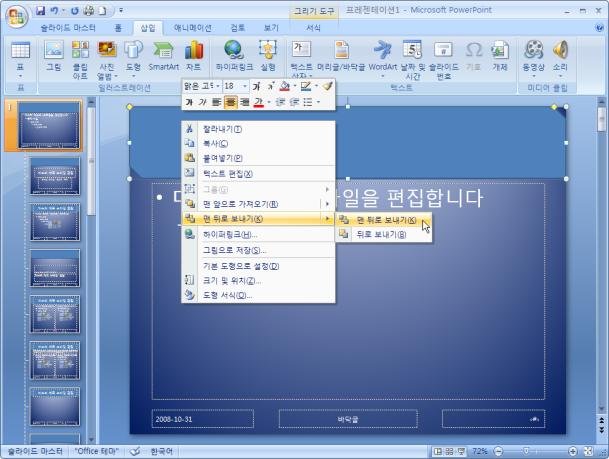 그리기 도구
프레젠테이션1 - Microsoft PowerPoint
슬라이드 마스터 홈 삽입 애니메이션 검토 보기 서식
표 그림 클립 아트 사진 앨범 도형 SmartArt 차트 하이퍼링크 실행 텍스트 상자 머리글/바닥글 WordArt 날짜 및 시간 슬라이드 번호 기호 개체 동영상 소리
표 일러스트레이션 텍스트 미디어 클립
맑은 고딕 18
가 가
1
잘라내기(T)
복사(C)
붙여넣기(P)
텍스트 편집(X)
그룹(G)
맨 앞으로 가져오기(R)
맨 뒤로 보내기(K)
하이퍼링크(H)...
그림으로 저장(S)...
기본 도형으로 설정(D)
크기 및 위치(Z)...
도형 서식(O)...
맨 뒤로 보내기(K)
뒤로 보내기(B)
일을 편집합니다
2008-10-31
바닥글
‹#›
슬라이드 마스터 "Office 테마" 한국어 72%